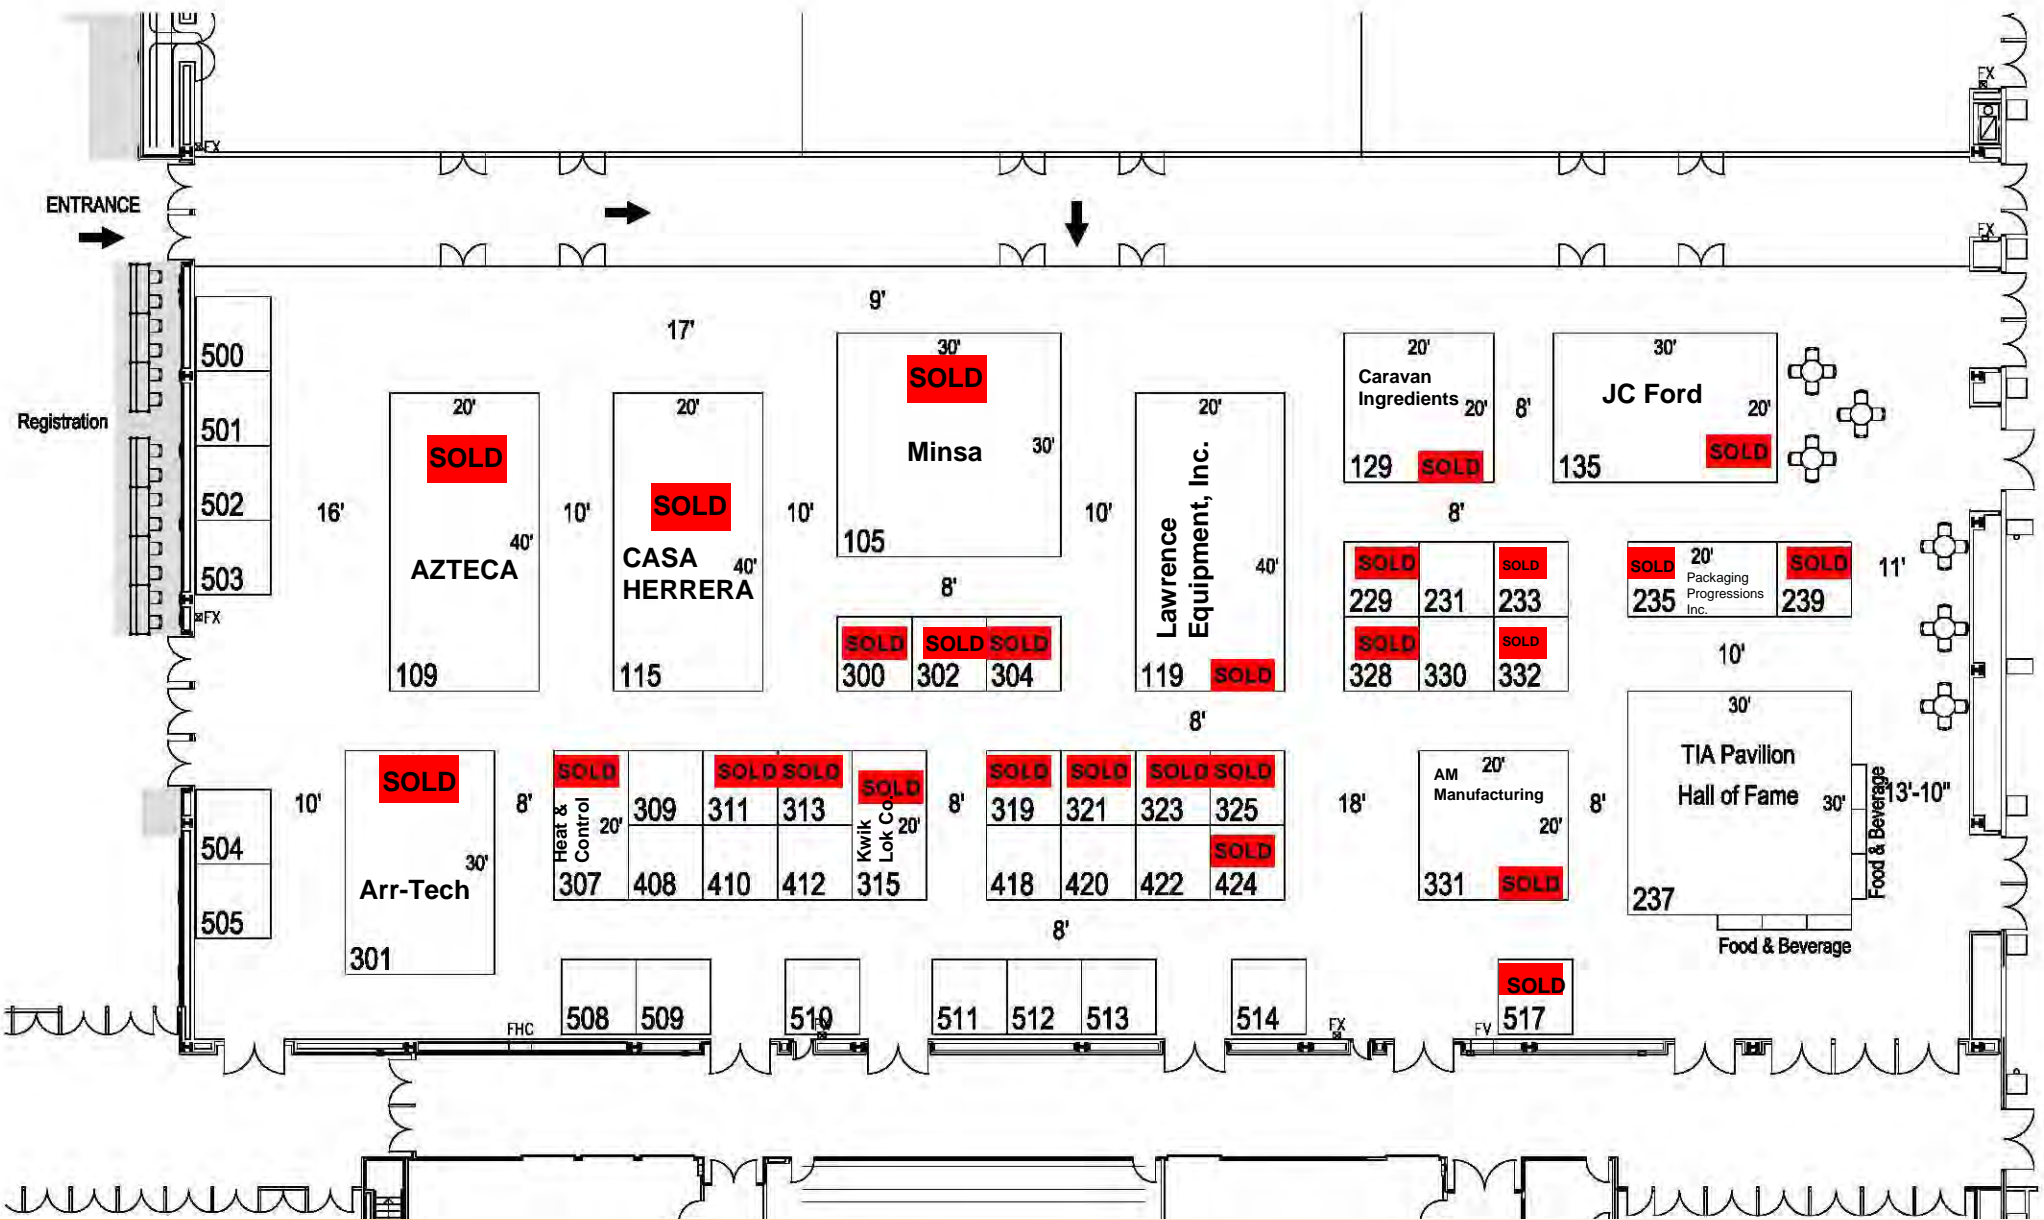 FX
FX
ENTRANCE
FX
9'
17'
500
501
502
503
Registration
FX
16'
20'
SOLD
40'
AZTECA
109
10'
20'
SOLD
CASA
HERRERA
40'
115
10'
30'
SOLD
Minsa
30'
105
10'
8'
SOLD
SOLD
SOLD
300
302
304
20'
Lawrence
Equipment, Inc.
40'
119
SOLD
20'
Caravan
Ingredients
20'
129
SOLD
8'
30'
JC Ford
20'
135
SOLD
8'
SOLD
SOLD
229
231
233
SOLD
SOLD
328
330
332
SOLD
20'
Packaging
Progressions
Inc.
235
SOLD
239
11'
10'
8'
504
505
10'
SOLD
30'
Arr-Tech
301
8'
SOLD
Heat &
Control
20'
307
309
SOLD
311
SOLD
313
408
410
412
SOLD
Kwik
Lok Co.
20'
315
8'
SOLD
SOLD
SOLD
SOLD
319
321
323
325
SOLD
418
420
422
424
18'
20'
AM
Manufacturing
20'
331
SOLD
8'
30'
TIA Pavilion
Hall of Fame
30'
237
Food & Beverage
13'-10"
Food & Beverage
8'
508
509
510
511
512
513
514
SOLD
517
FHC
FX
FV